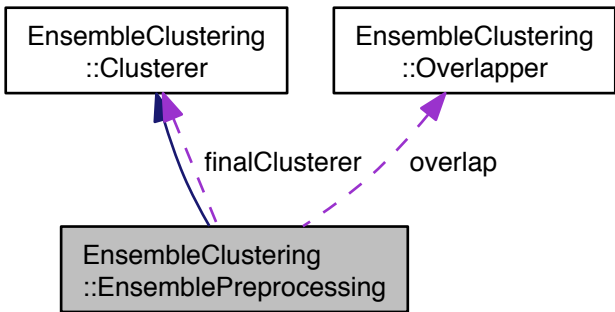 EnsembleClustering
::Clusterer
EnsembleClustering
::Overlapper
finalClusterer
overlap
EnsembleClustering
::EnsemblePreprocessing